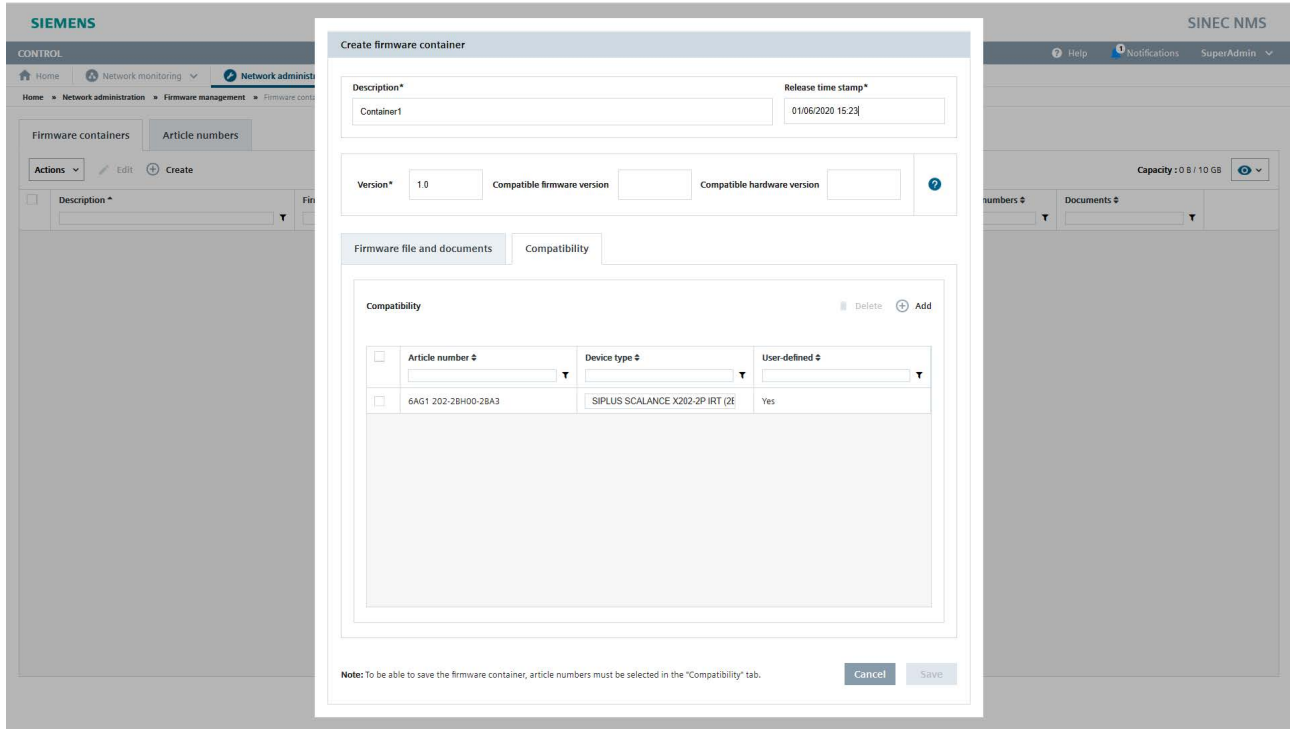 SIEMENS
SINEC NMS
CONTROL
Help
1
Notifications
SuperAdmin
Home
Network monitoring
Network administ
Home » Network administration » Firmware management » Firmware conta
Firmware containers
Article numbers
Actions
Edit
Create
Capacity : 0 B / 10 GB
Description
Fir
numbers
Documents
Create firmware container
Description*
Release time stamp*
Container1
01/06/2020 15:23
Version*
1.0
Compatible firmware version
Compatible hardware version
?
Firmware file and documents
Compatibility
Compatibility
Delete
Add
Article number
Device type
User-defined
6AG1 202-2BH00-2BA3
SIPLUS SCALANCE X202-2P IRT (2E
Yes
Note: To be able to save the firmware container, article numbers must be selected in the "Compatibility" tab.
Cancel
Save